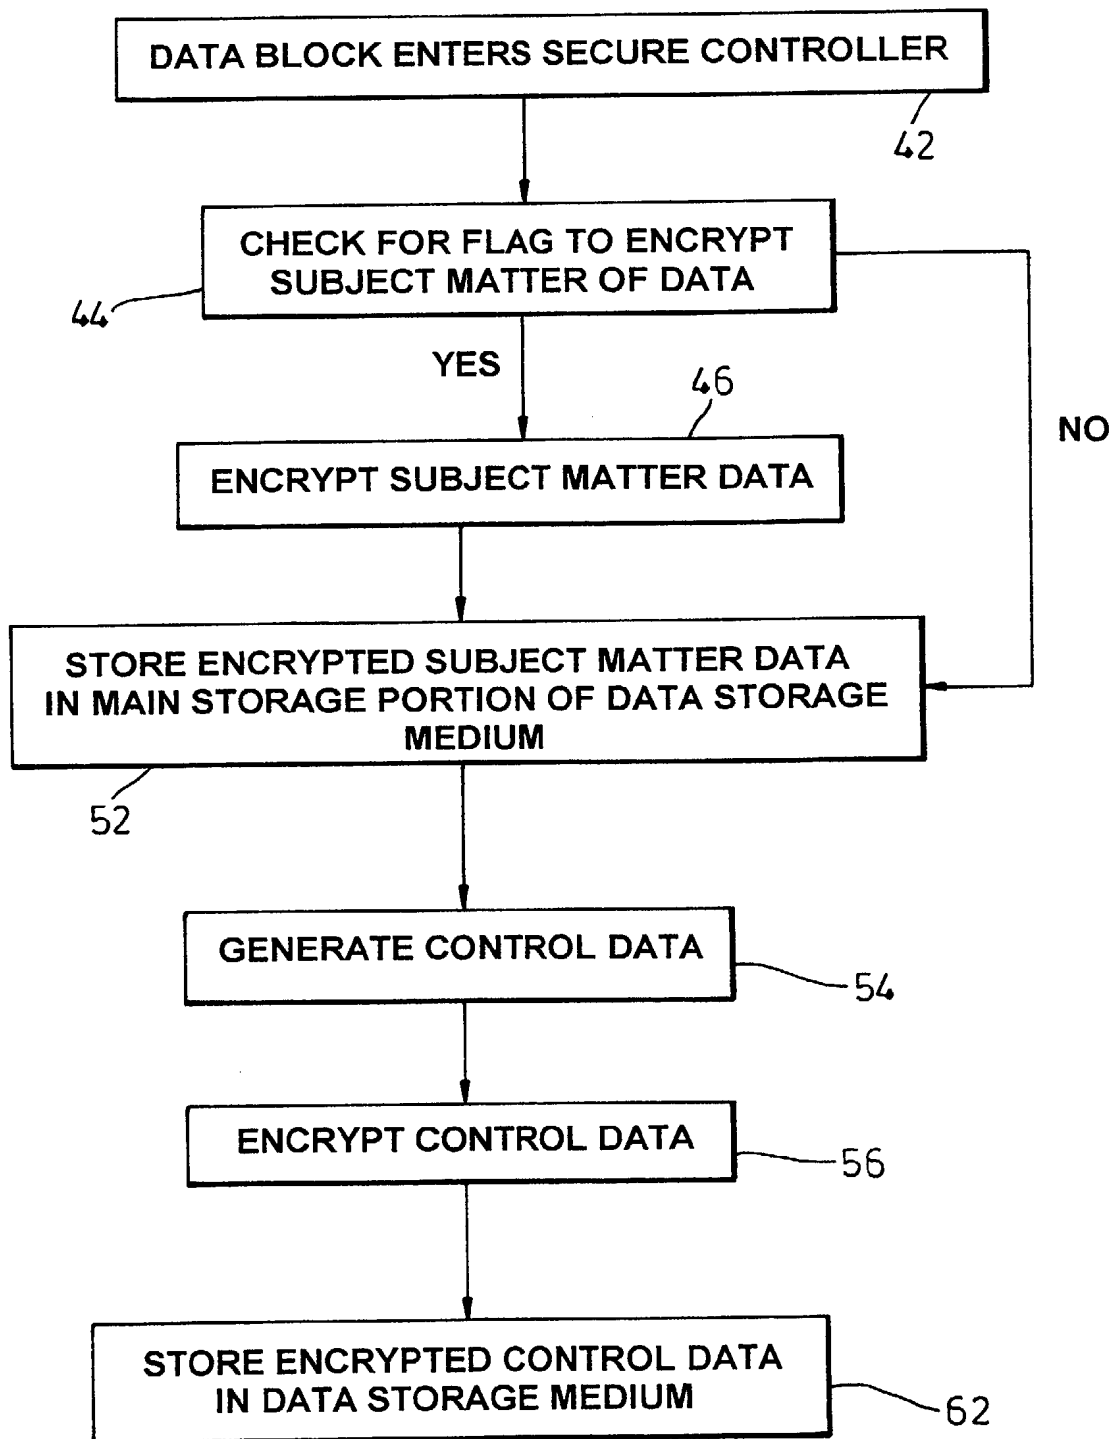 DATA BLOCK ENTERS SECURE CONTROLLER
42
CHECK FOR FLAG TO ENCRYPT
SUBJECT MATTER OF DATA
44
YES
46
NO
ENCRYPT SUBJECT MATTER DATA
STORE ENCRYPTED SUBJECT MATTER DATA
IN MAIN STORAGE PORTION OF DATA STORAGE
MEDIUM
52
GENERATE CONTROL DATA
54
ENCRYPT CONTROL DATA
56
STORE ENCRYPTED CONTROL DATA
IN DATA STORAGE MEDIUM
62